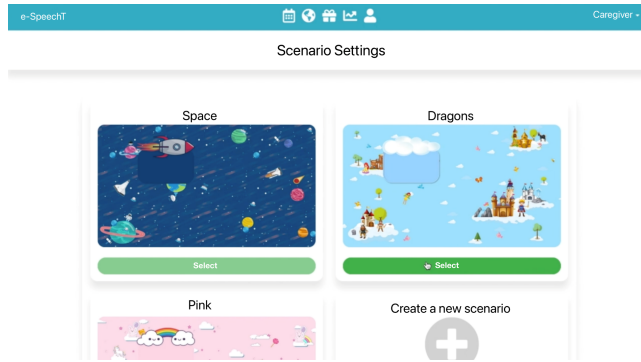 e-SpeechT
Caregiver
Scenario Settings
Space
Dragons
Select
Select
Pink
Create a new scenario